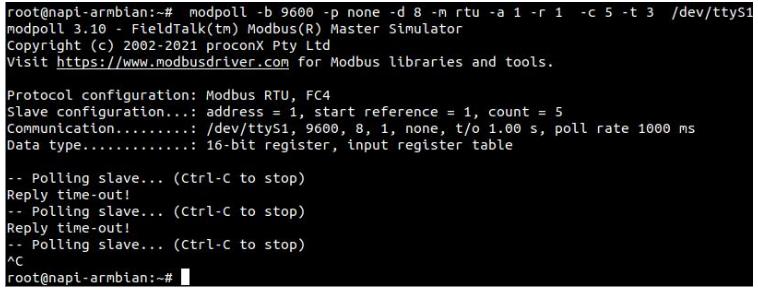 root@napi-armbian:~# modpoll -b 9600 -p none -d 8 -m rtu -a 1 -r 1  -c 5 -t 3  /dev/ttyS1
modpoll 3.10 - FieldTalk(tm) Modbus(R) Master Simulator
Copyright (c) 2002-2021 proconX Pty Ltd
Visit https://www.modbusdriver.com for Modbus libraries and tools.
Protocol configuration: Modbus RTU, FC4
Slave configuration...: address = 1, start reference = 1, count = 5
Communication.........: /dev/ttyS1, 9600, 8, 1, none, t/o 1.00 s, poll rate 1000 ms
Data type.............: 16-bit register, input register table
-- Polling slave... (Ctrl-C to stop)
Reply time-out!
-- Polling slave... (Ctrl-C to stop)
Reply time-out!
-- Polling slave... (Ctrl-C to stop)
^C
root@napi-armbian:~#